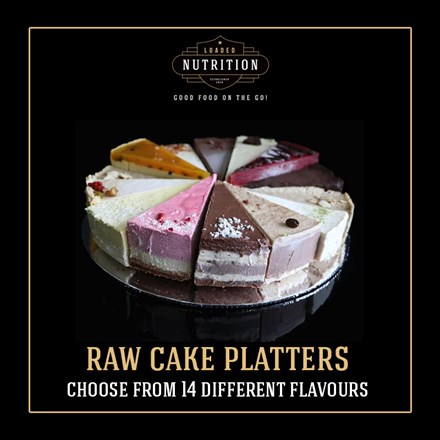 LOADED
NUTRITION
GOOD FOOD ON THE GO!
RAW CAKE PLATTERS
CHOOSE FROM 14 DIFFERENT FLAVOURS